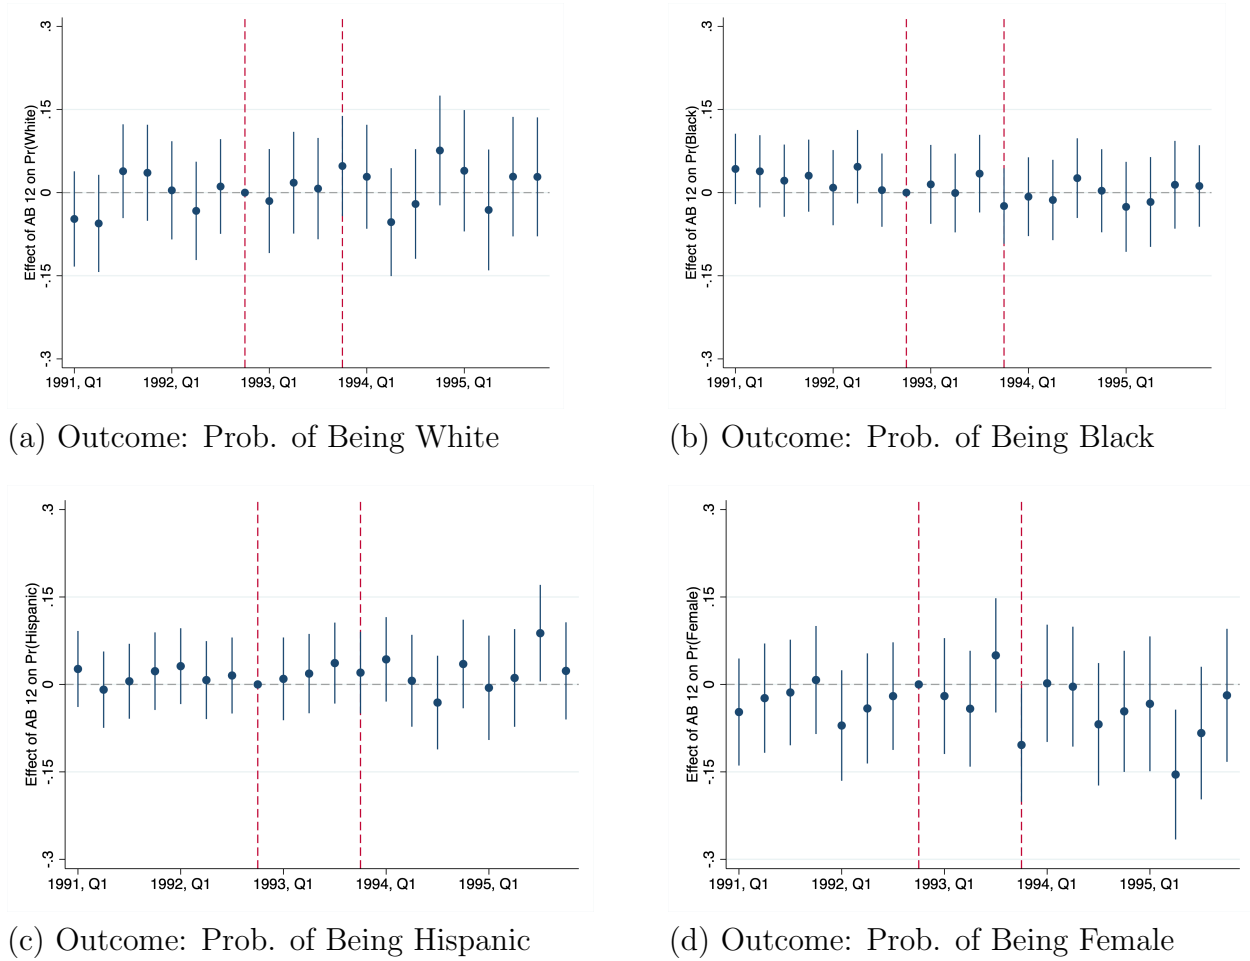 .3
.15
0
-.15
-.3
Effect of AB 12 on Pr(White)
1991, Q1 1992, Q1 1993, Q1 1994, Q1 1995, Q1
(a) Outcome: Prob. of Being White
.3
.15
0
-.15
-.3
Effect of AB 12 on Pr(Black)
1991, Q1 1992, Q1 1993, Q1 1994, Q1 1995, Q1
(b) Outcome: Prob. of Being Black
.3
.15
0
-.15
-.3
Effect of AB 12 on Pr(Hispanic)
1991, Q1 1992, Q1 1993, Q1 1994, Q1 1995, Q1
(c) Outcome: Prob. of Being Hispanic
.3
.15
0
-.15
-.3
Effect of AB 12 on Pr(Female)
1991, Q1 1992, Q1 1993, Q1 1994, Q1 1995, Q1
(d) Outcome: Prob. of Being Female